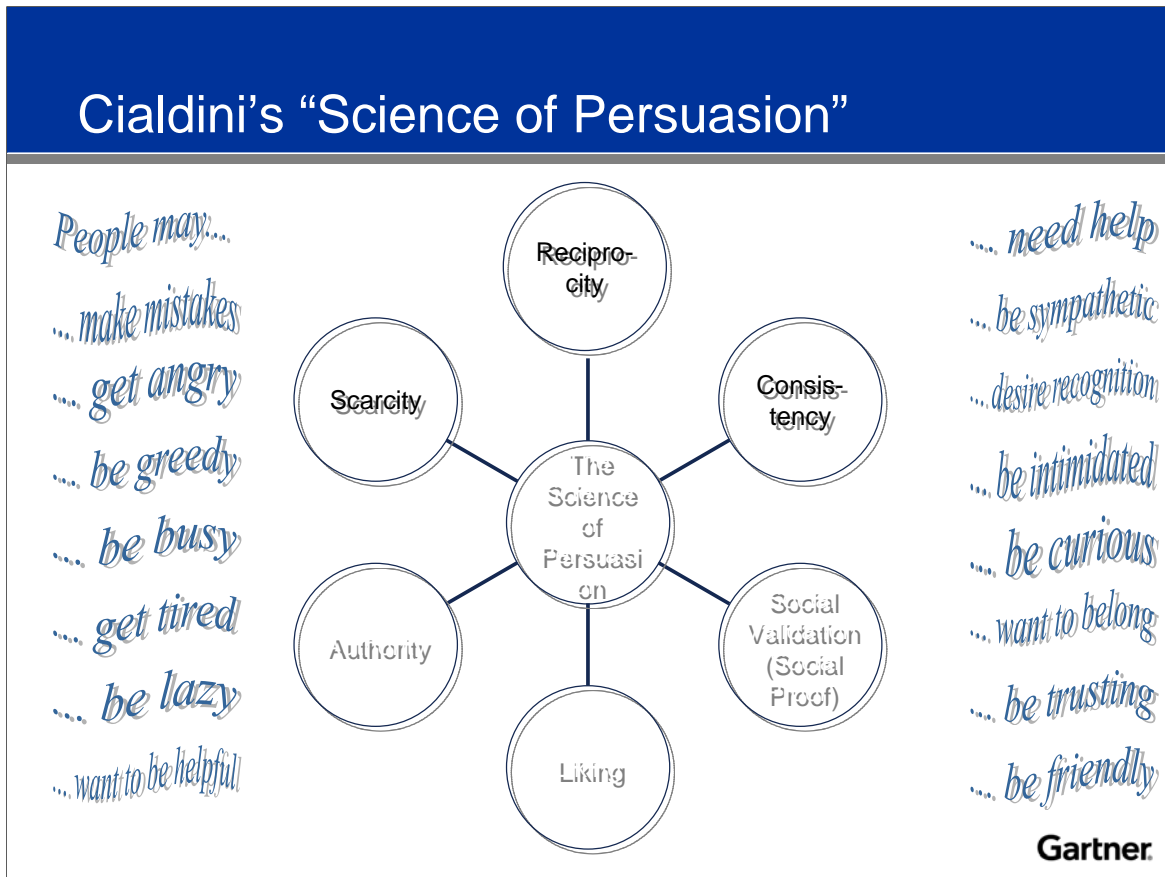 Cialdini’s “Science of Persuasion”
People may...
... make mistakes
... get angry
... be greedy
... be busy
... get tired
... be lazy
... want to be helpful
Recipro-
city
Scarcity
Consis-
tency
The
Science
of
Persuasi
on
Authority
Social
Validation
(Social
Proof)
Liking
.... need help
... be sympathetic
... desire recognition
... be intimidated
.... be curious
... want to belong
.... be trusting
.... be friendly
Gartner.